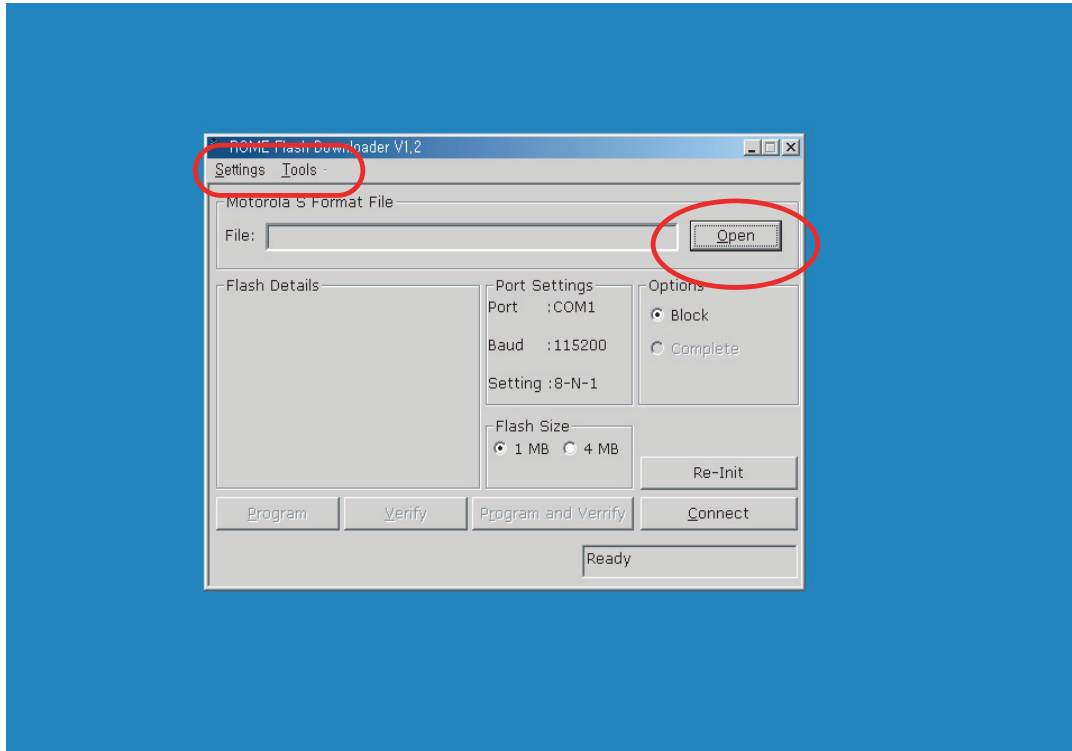 ROME Flash Downloader V1,2
Settings Tools
Motorola S Format File
File: Open
Flash Details
Port Settings
Port :COM1
Baud :115200
Setting :8-N-1
Options
Block
Complete
Flash Size
1 MB 4 MB
Re-Init
Program Verify Program and Verrify Connect
Ready